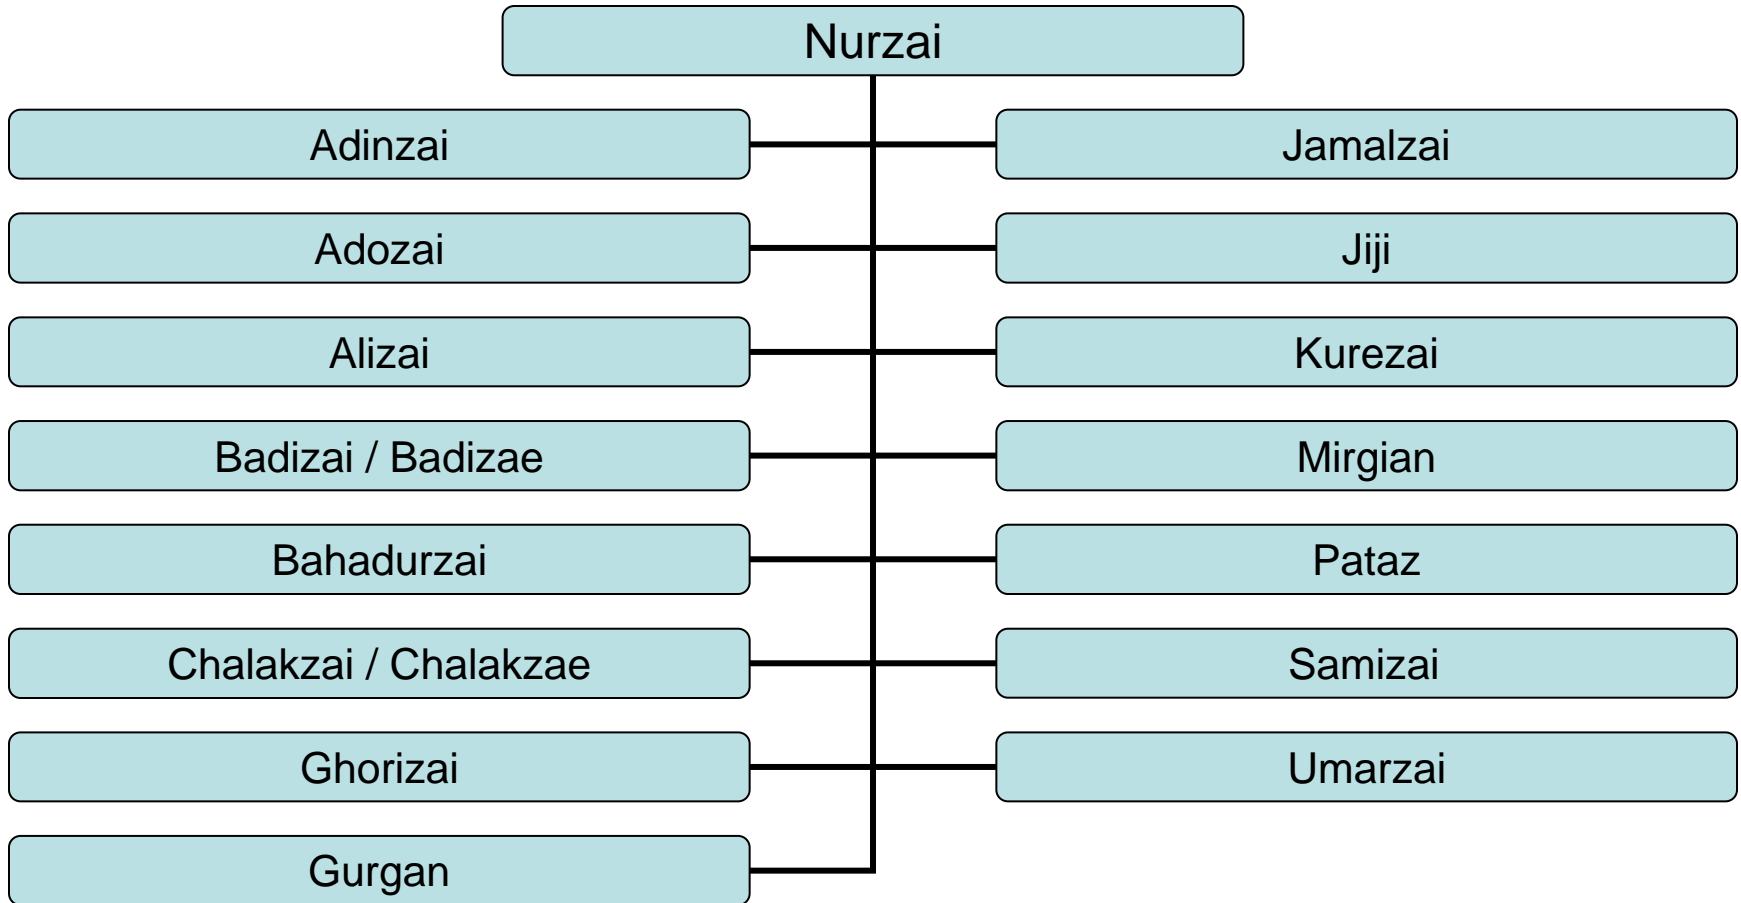 Nurzai
Adinzai
Jamalzai
Adozai
Jiji
Alizai
Kurezai
Badizai / Badizae
Mirgian
Bahadurzai
Pataz
Chalakzai / Chalakzae
Samizai
Ghorizai
Umarzai
Gurgan